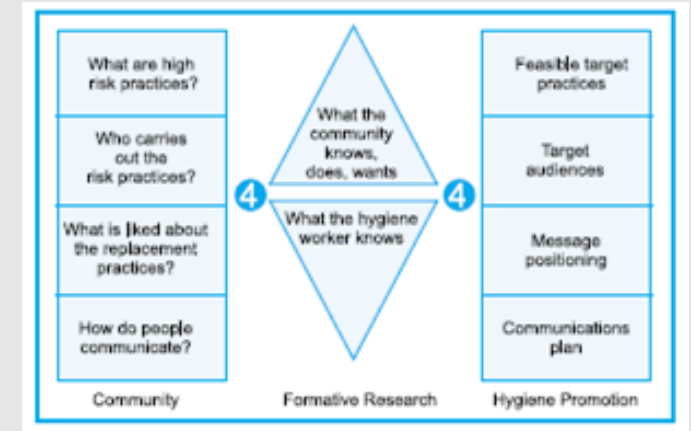 What are high
risk practices?
Who carries
out the
risk practices?
What is liked about
the replacement
practices?
How do people
communicate?
Community
4
What the
community
knows,
does, wants
What the hygiene
worker knows
Formative Research
4
Feasible target
practices
Target
audiences
Message
positioning
Communications
plan
Hygiene Promotion